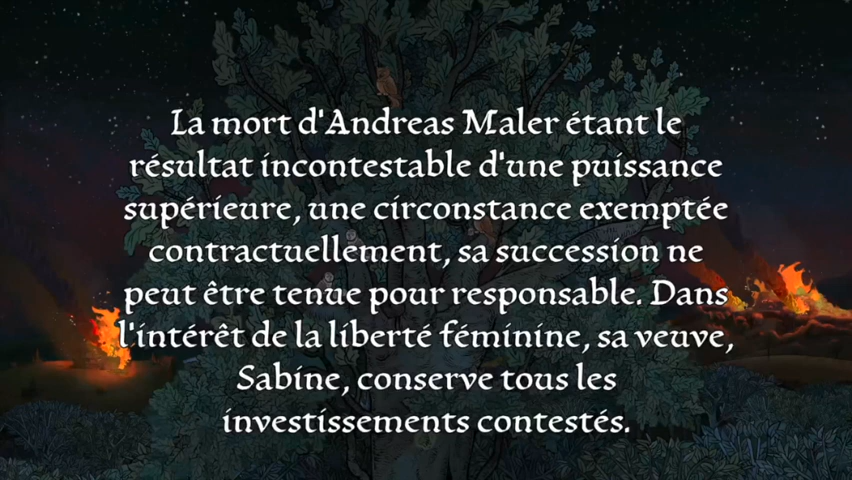 La mort d'Andreas Maler étant le
résultat incontestable d'une puissance
supérieure, une circonstance exemptée
contractuellement, sa succession ne
peut être tenue pour responsable. Dans
l'intérêt de la liberté féminine, sa veuve,
Sabine, conserve tous les
investissements contestés.